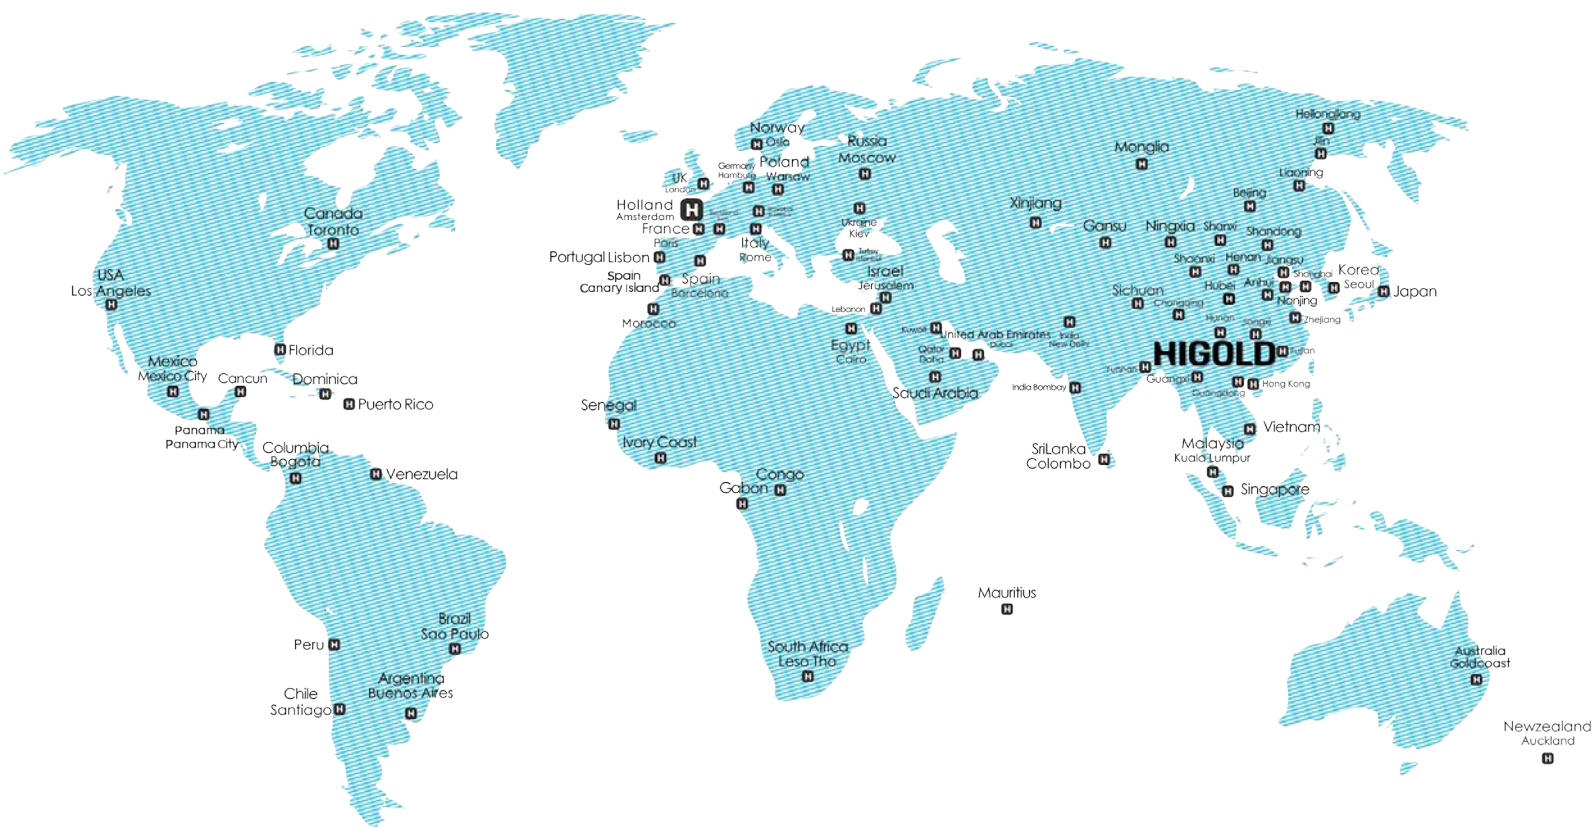 Canada
Toronto
USA
Los Angeles
Florida
Mexico
Mexico City
Cancun
Dominica
Puerto Rico
Panama
Panama City
Columbia
Bogota
Venezuela
Peru
Brazil
Sao Paulo
Argentina
Buenos Aires
Chile
Santiago
Norway
Oslo
Germany
Hamburg
Poland
Warsaw
Russia
Moscow
UK
London
Holland
Amsterdam
France
Paris
Italy
Rome
Ukraine
Kiev
Portugal Lisbon
Spain
Canary Island
Spain
Barcelona
Turkey
Istanbul
Israel
Jerusalem
Lebanon
Morocco
Egypt
Cairo
Kuwait
United Arab Emirates
Dubai
Qatar
Doha
Saudi Arabia
Senegal
Ivory Coast
Congo
Gabon
South Africa
Leso Tho
Mauritius
India
New Delhi
India Bombay
SriLanka
Colombo
Monglia
Heilongjiang
Jilin
Liaoning
Beijing
Xinjiang
Gansu
Ningxia
Shanxi
Shandong
Shaanxi
Henan
Jiangsu
Shanghai
Korea
Seoul
Japan
Sichuan
Chongqing
Hubei
Anhui
Nanjing
Hunan
Zhejiang
HIGOLD
Fujian
Yunnan
Guangxi
Guangdong
Hong Kong
Vietnam
Malaysia
Kuala Lumpur
Singapore
Australia
Goldcoast
Newzealand
Auckland